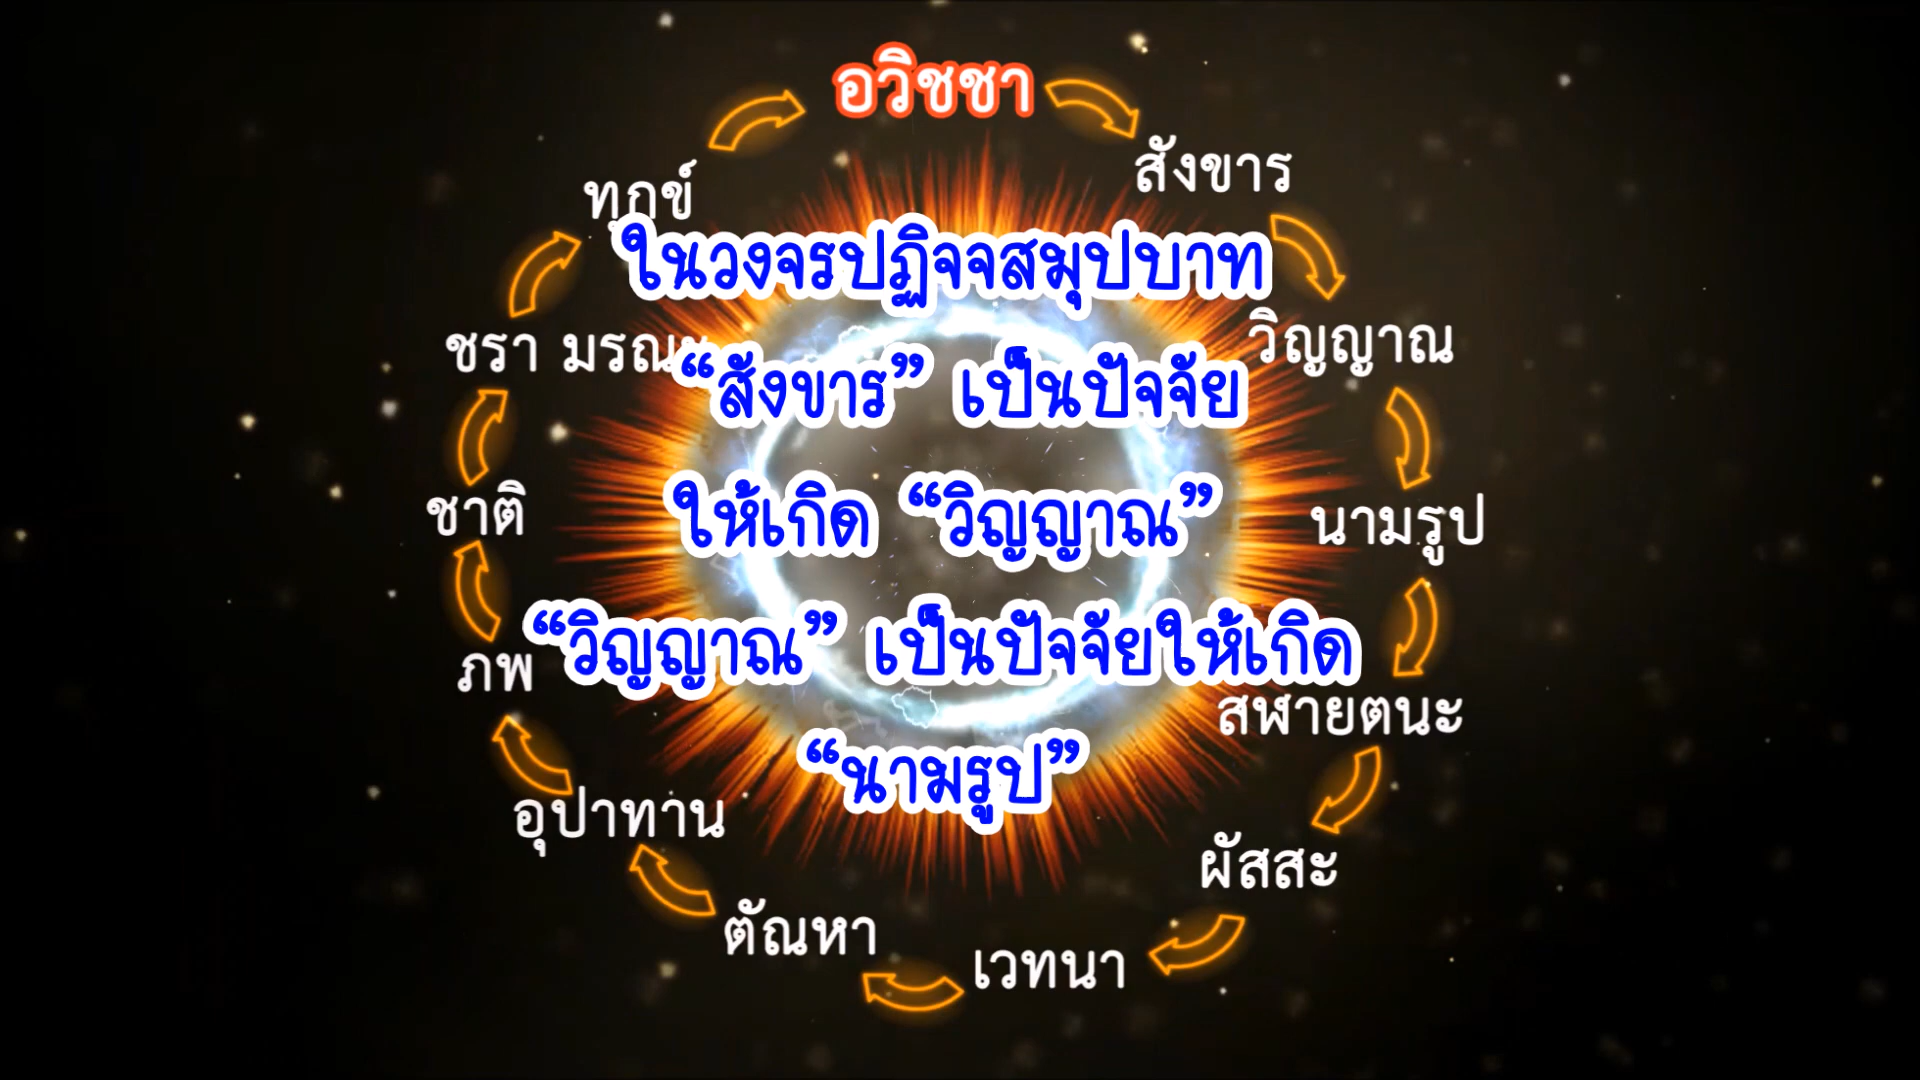 อวิชชา
สังขาร
ทุกข์
ในวงจรปฏิจจสมุปบาท
วิญญาณ
ชรา มรณะ
“สังขาร” เป็นปัจจัย
ชาติ
ให้เกิด “วิญญาณ”
นามรูป
“วิญญาณ” เป็นปัจจัยให้เกิด
ภพ
สฬายตนะ
“นามรูป”
อุปาทาน
ผัสสะ
ตัณหา
เวทนา